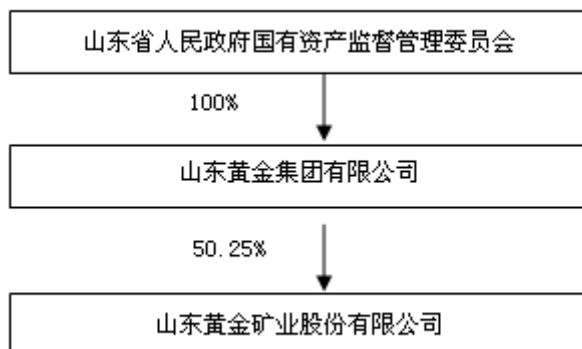 山东省人民政府国有资产监督管理委员会
100%
山东黄金集团有限公司
50.25%
山东黄金矿业股份有限公司